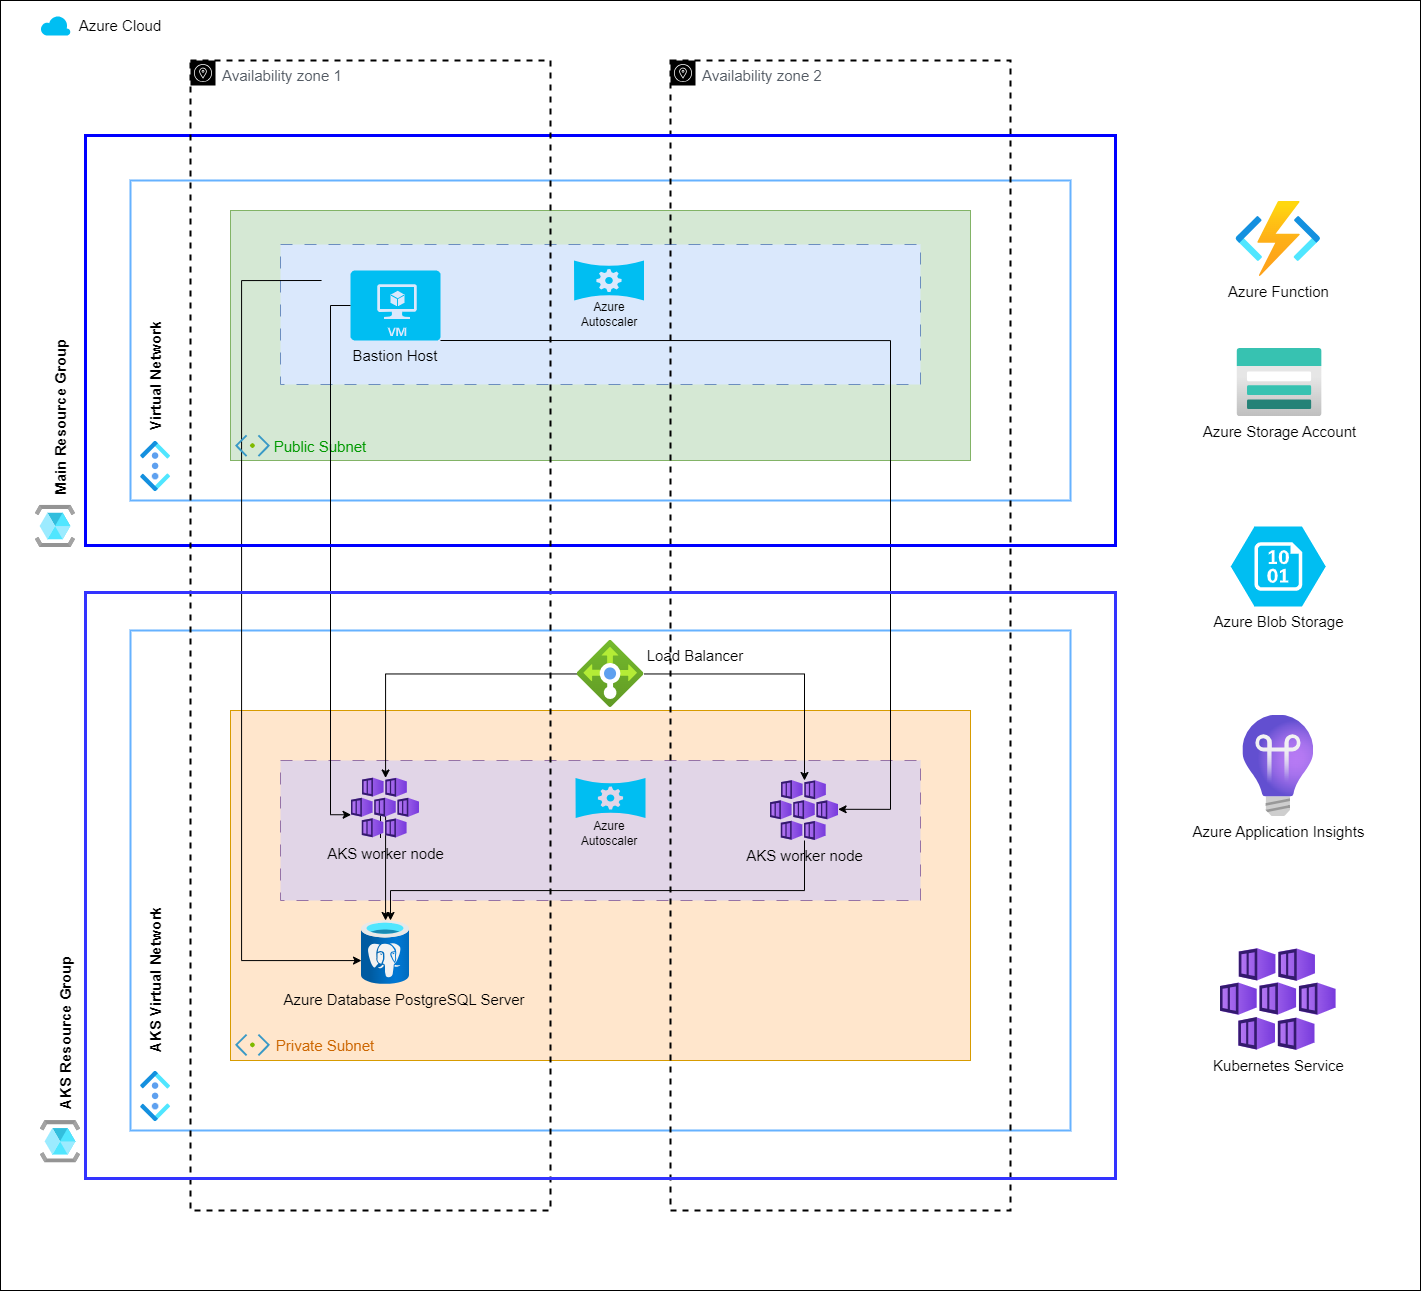 Azure Cloud
Availability zone 1
Availability zone 2
Main Resource Group
Virtual Network
VM
Bastion Host
Azure
Autoscaler
Public Subnet
Azure Function
Azure Storage Account
10
01
Azure Blob Storage
AKS Resource Group
AKS Virtual Network
Load Balancer
AKS worker node
Azure
Autoscaler
AKS worker node
Azure Database PostgreSQL Server
Private Subnet
Azure Application Insights
Kubernetes Service